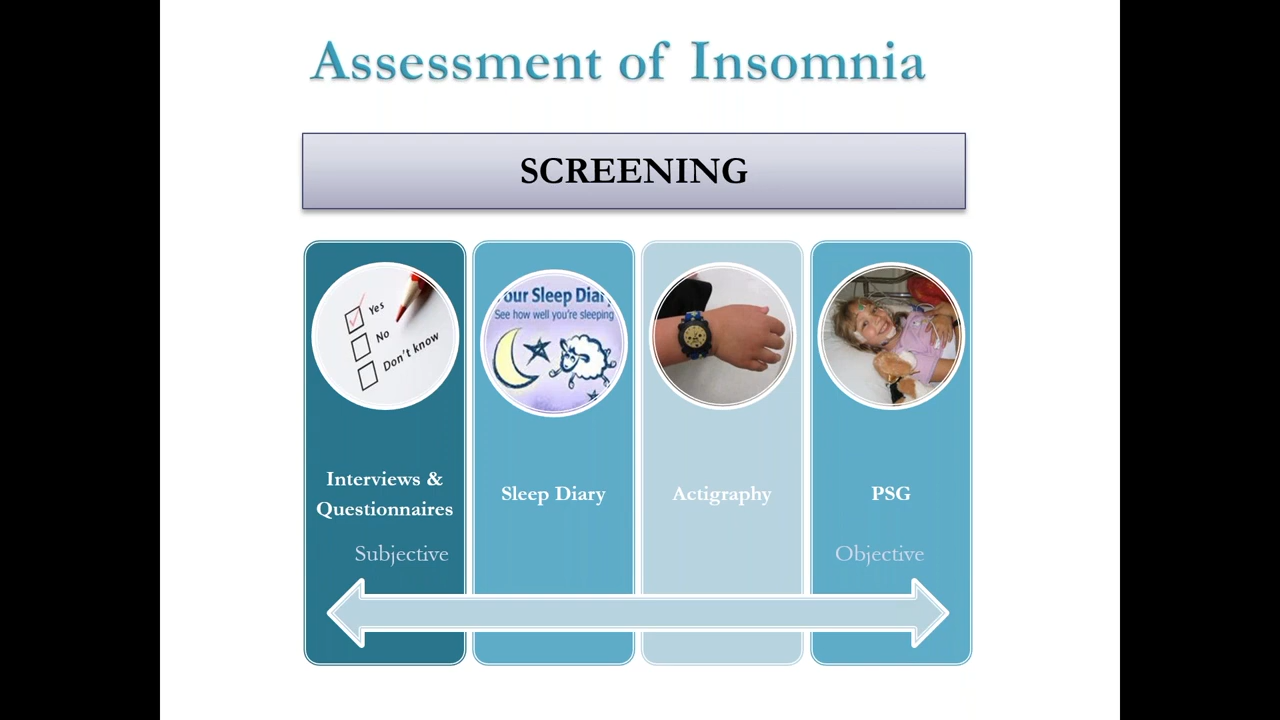 Assessment of Insomnia
SCREENING
Yes
No
Don't know
our Sleep Diary
See how well you're sleeping
Interviews &
Questionnaires
Sleep Diary
Actigraphy
PSG
Subjective
Objective